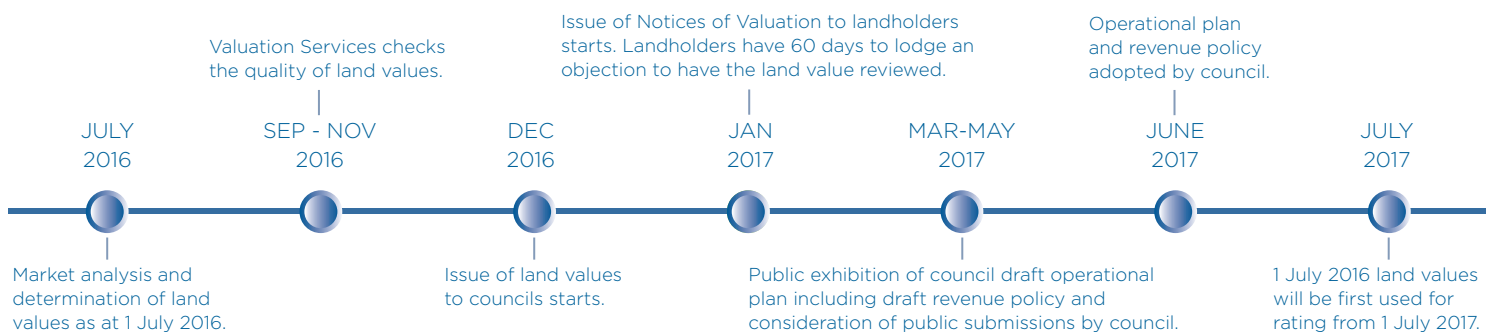 JULY
2016
Market analysis and
determination of land
values as at 1 July 2016.
Valuation Services checks
the quality of land values.
SEP - NOV
2016
DEC
2016
Issue of land values
to councils starts.
Issue of Notices of Valuation to landholders
starts. Landholders have 60 days to lodge an
objection to have the land value reviewed.
JAN
2017
MAR-MAY
2017
Public exhibition of council draft operational
plan including draft revenue policy and
consideration of public submissions by council.
Operational plan
and revenue policy
adopted by council.
JUNE
2017
JULY
2017
1 July 2016 land values
will be first used for
rating from 1 July 2017.